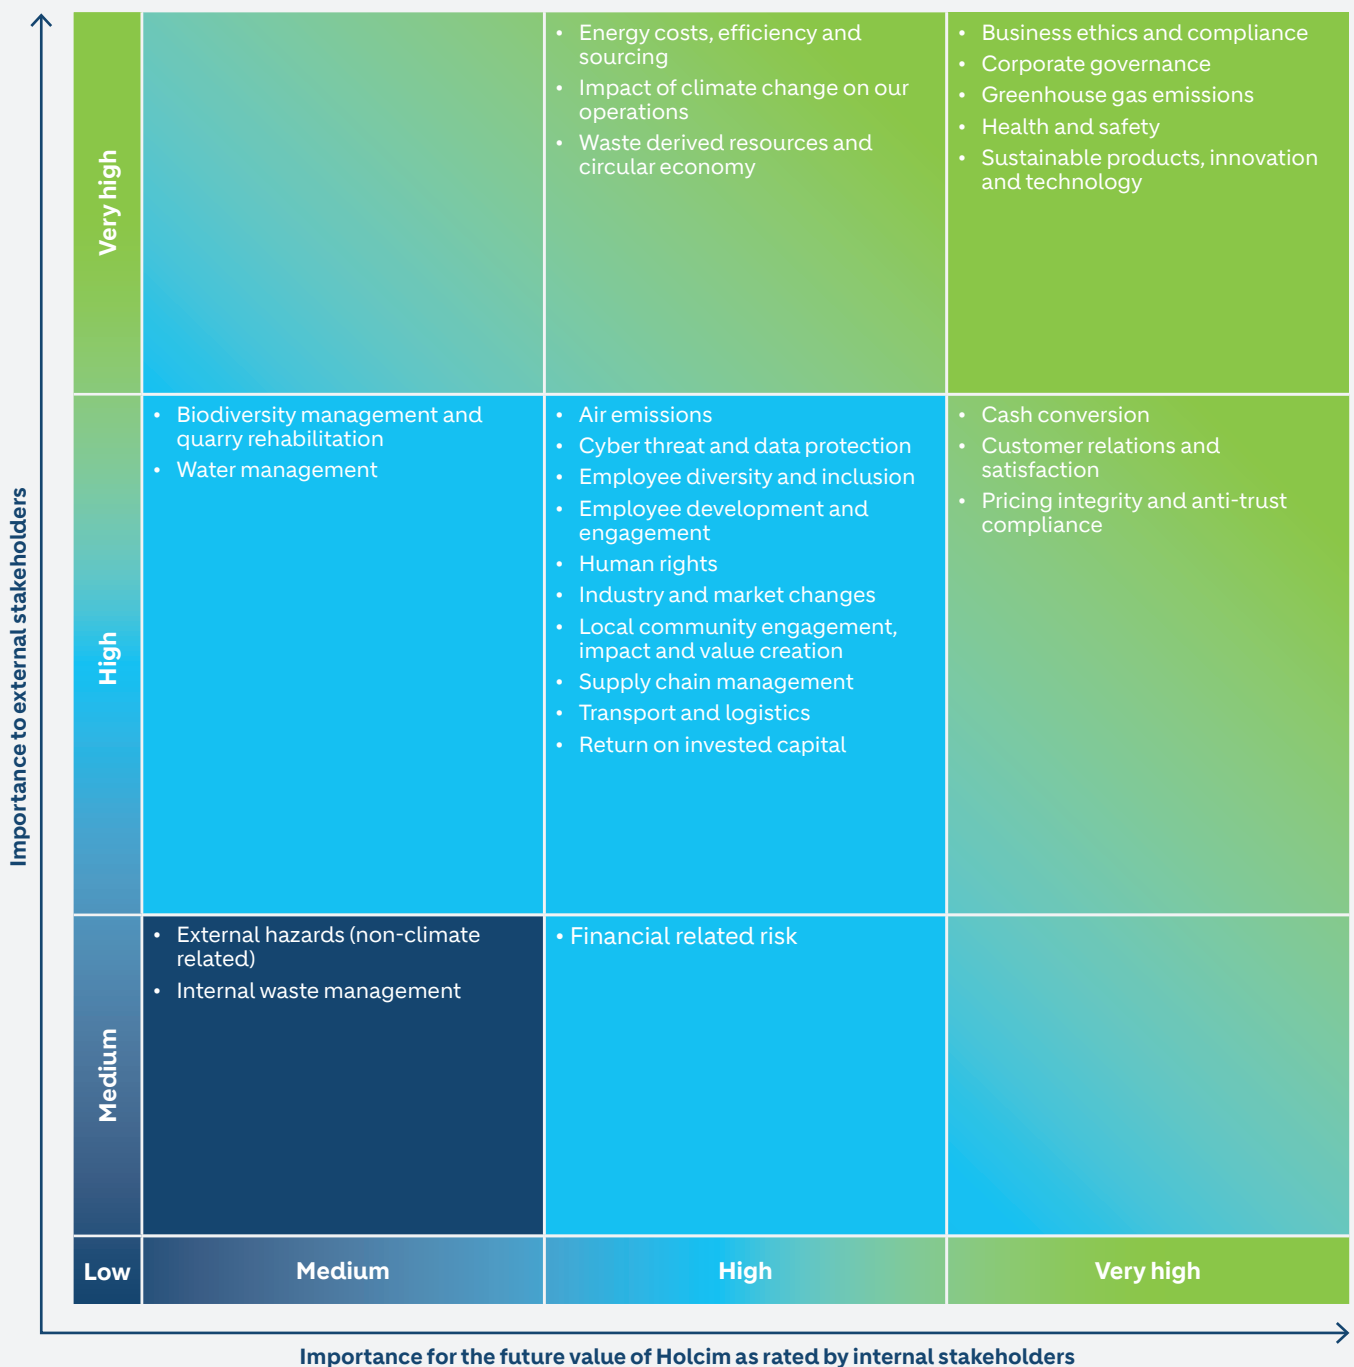 Importance to external stakeholders
Very high
• Energy costs, efficiency and
sourcing
• Impact of climate change on our
operations
• Waste derived resources and
circular economy
• Business ethics and compliance
• Corporate governance
• Greenhouse gas emissions
• Health and safety
• Sustainable products, innovation
and technology
High
• Biodiversity management and
quarry rehabilitation
• Water management
• Air emissions
• Cyber threat and data protection
• Employee diversity and inclusion
• Employee development and
engagement
• Human rights
• Industry and market changes
• Local community engagement,
impact and value creation
• Supply chain management
• Transport and logistics
• Return on invested capital
• Cash conversion
• Customer relations and
satisfaction
• Pricing integrity and anti-trust
compliance
Medium
• External hazards (non-climate
related)
• Internal waste management
• Financial related risk
Low
Medium
High
Very high
Importance for the future value of Holcim as rated by internal stakeholders